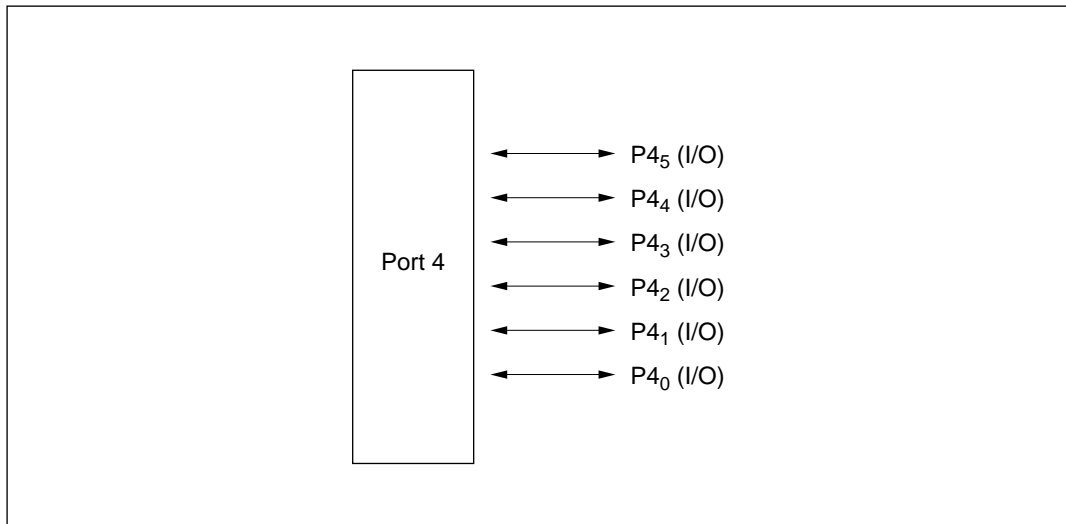 P4₅ (I/O)
P4₄ (I/O)
P4₃ (I/O)
Port 4
P4₂ (I/O)
P4₁ (I/O)
P4₀ (I/O)